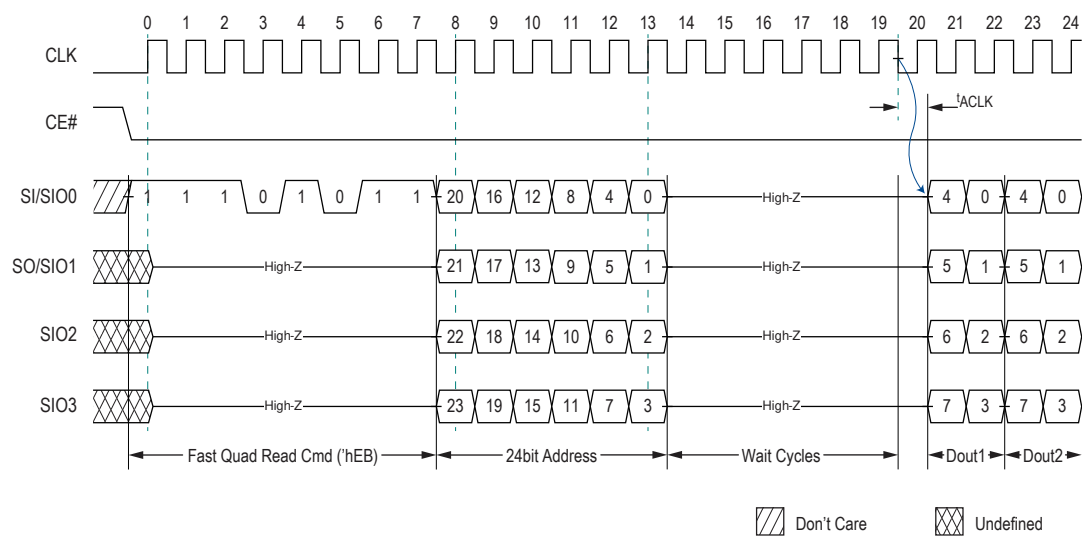 0 1 2 3 4 5 6 7 8 9 10 11 12 13 14 15 16 17 18 19 20 21 22 23 24
CLK
tACLK
CE#
SI/SIO0 1 1 1 0 1 0 1 1 20 16 12 8 4 0 High-Z 4 0 4 0
SO/SIO1 High-Z 21 17 13 9 5 1 High-Z 5 1 5 1
SIO2 High-Z 22 18 14 10 6 2 High-Z 6 2 6 2
SIO3 High-Z 23 19 15 11 7 3 High-Z 7 3 7 3
Fast Quad Read Cmd ('hEB) 24bit Address Wait Cycles Dout1 Dout2
Don't Care Undefined